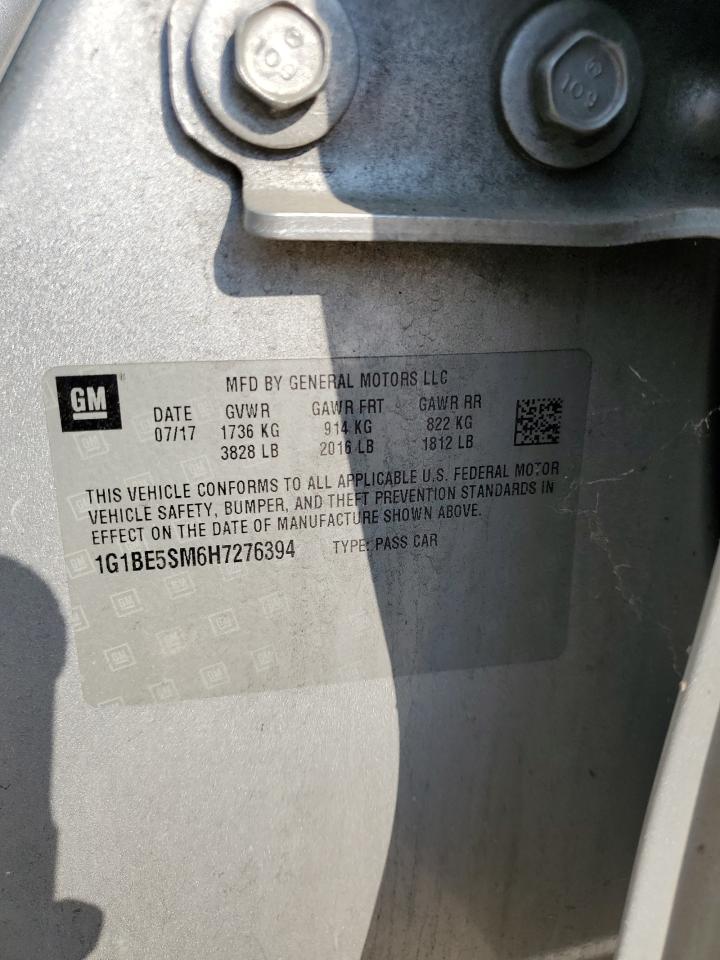 109
109
GM
MFD BY GENERAL MOTORS LLC
DATE GVWR GAWR FRT GAWR RR
07/17 1736 KG 914 KG 822 KG
3828 LB 2016 LB 1812 LB
THIS VEHICLE CONFORMS TO ALL APPLICABLE U.S. FEDERAL MOTOR
VEHICLE SAFETY, BUMPER, AND THEFT PREVENTION STANDARDS IN
EFFECT ON THE DATE OF MANUFACTURE SHOWN ABOVE.
1G1BE5SM6H7276394 TYPE: PASS CAR